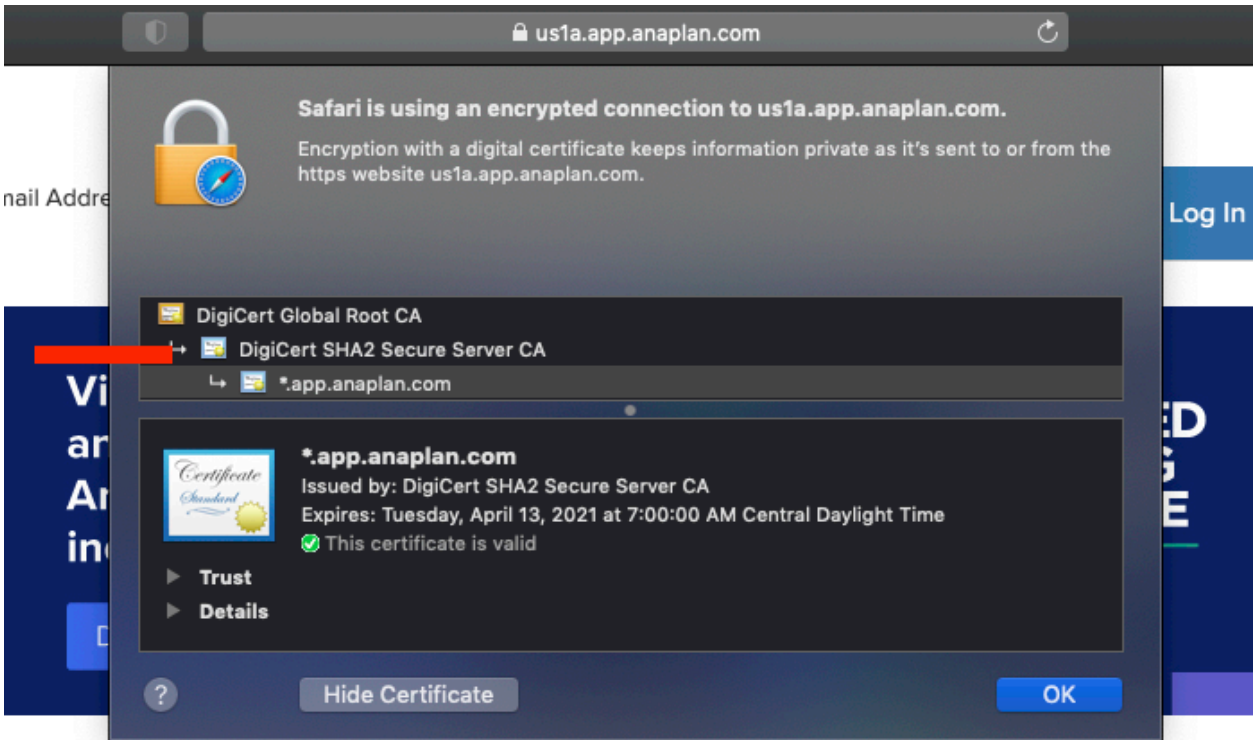 us1a.app.anaplan.com
Safari is using an encrypted connection to us1a.app.anaplan.com.
Encryption with a digital certificate keeps information private as it's sent to or from the
https website us1a.app.anaplan.com.
mail Addre
Log In
DigiCert Global Root CA
DigiCert SHA2 Secure Server CA
*.app.anaplan.com
Vi
an
An
in
ED
G
E
Certificate
Standard
*.app.anaplan.com
Issued by: DigiCert SHA2 Secure Server CA
Expires: Tuesday, April 13, 2021 at 7:00:00 AM Central Daylight Time
This certificate is valid
Trust
Details
D
?
Hide Certificate
OK